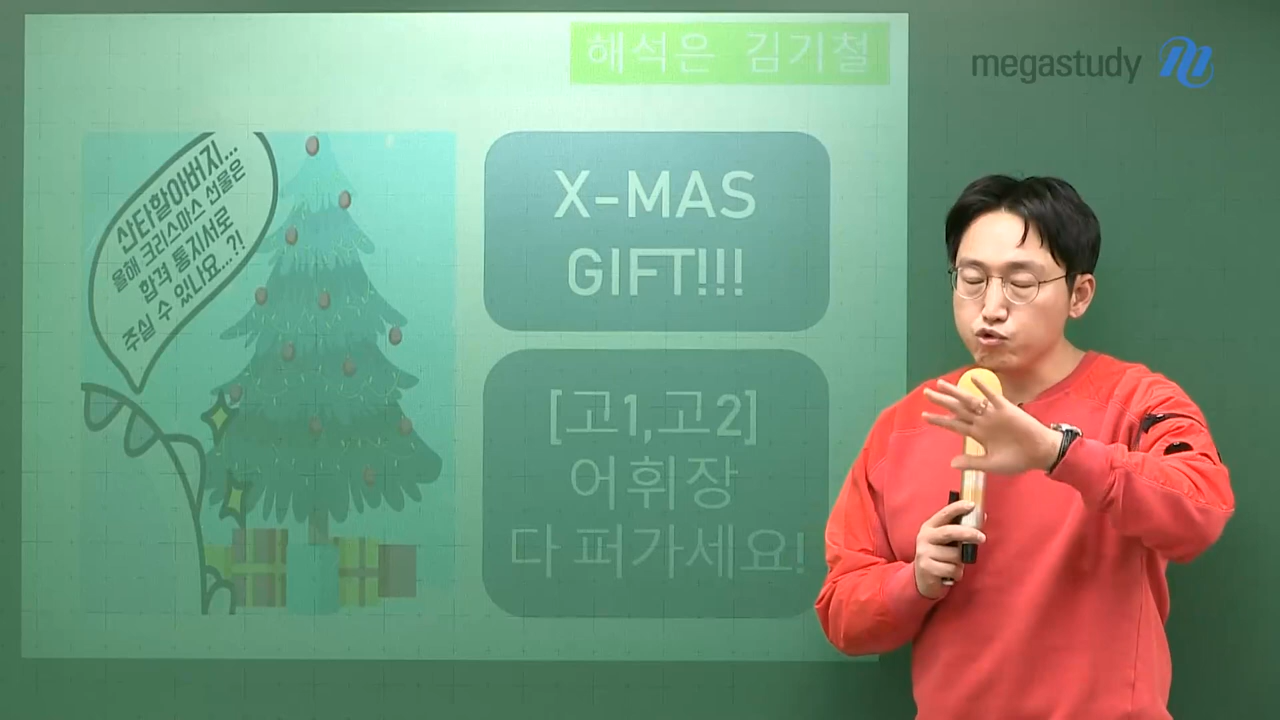 해석은 김기철
megastudy
산타할아버지...
올해 크리스마스 선물은
합격 통지서로
주실 수 있나요...?!
X-MAS
GIFT!!!
[고1,고2]
어휘장
다 퍼가세요!